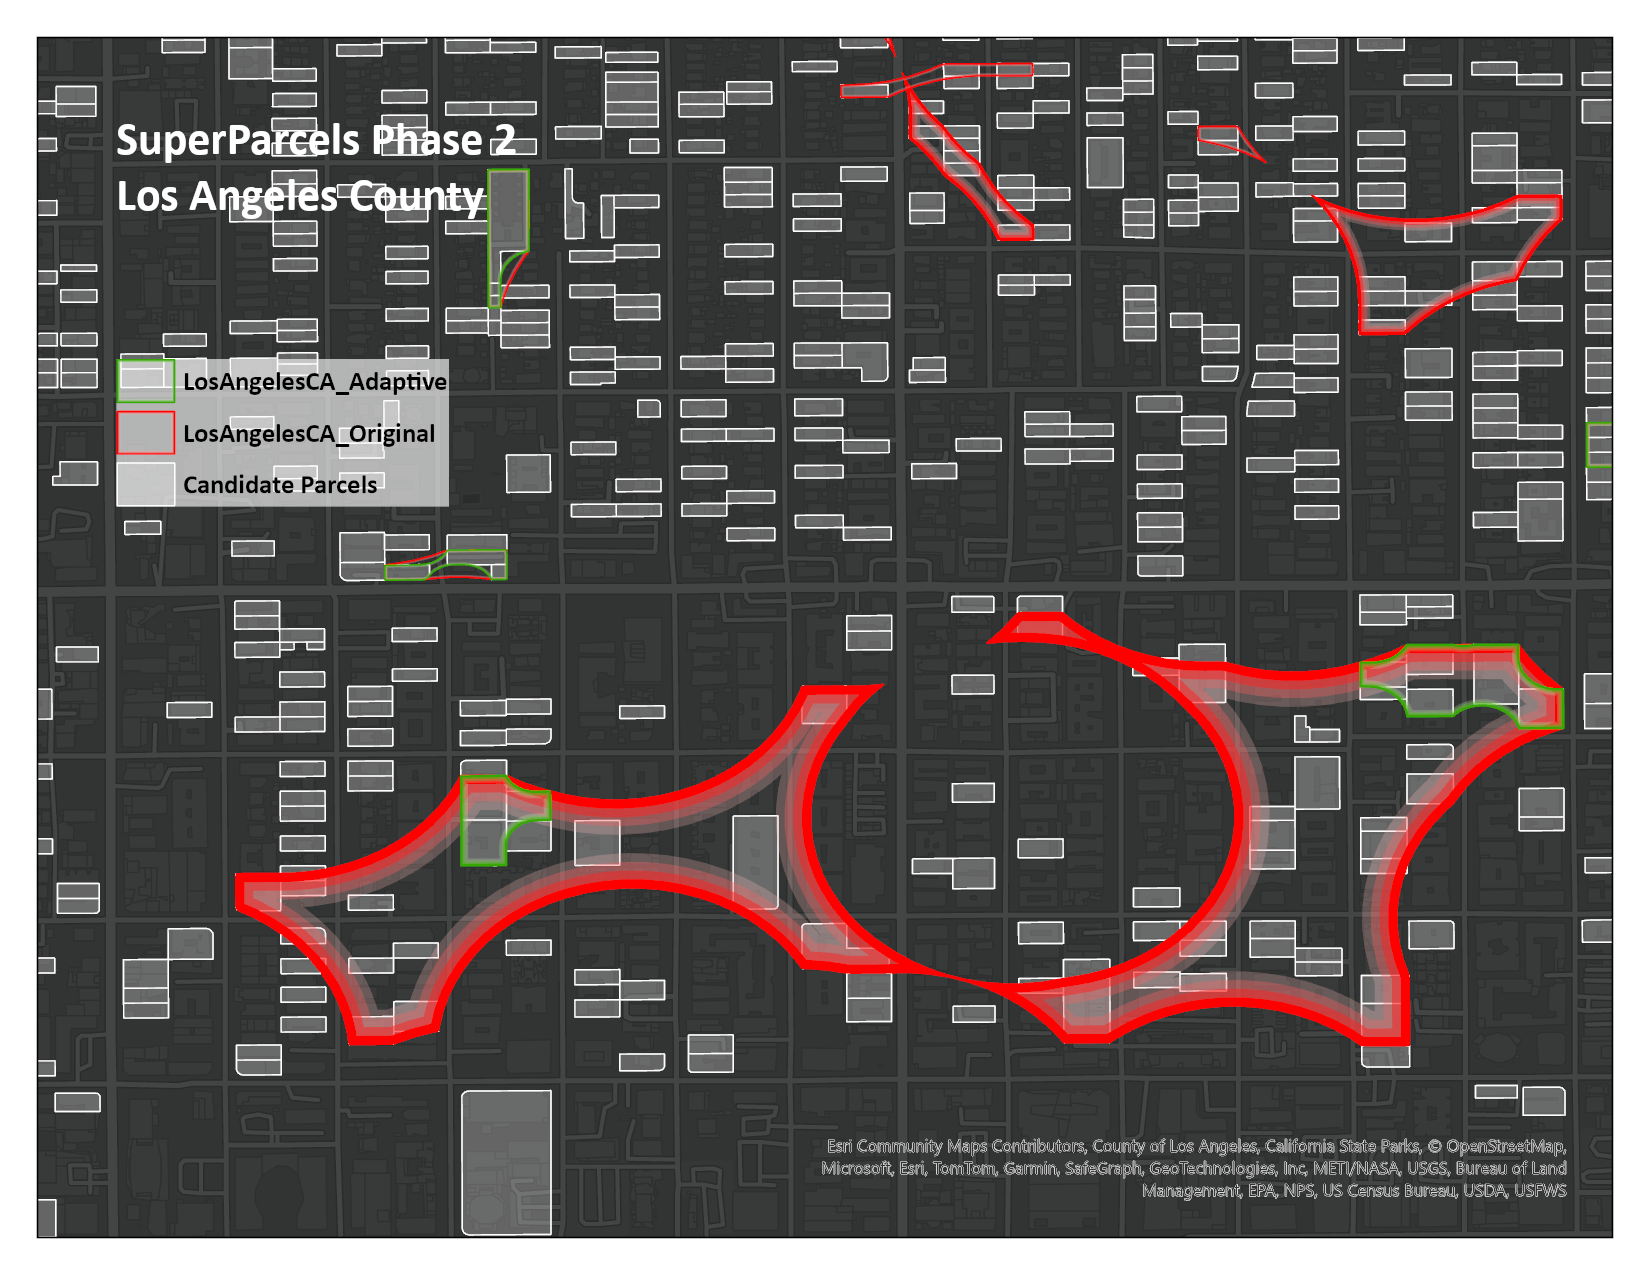 SuperParcels Phase 2
Los Angeles County
LosAngelesCA_Adaptive
LosAngelesCA_Original
Candidate Parcels
Esri Community Maps Contributors, County of Los Angeles, California State Parks, © OpenStreetMap,
Microsoft, Esri, TomTom, Garmin, SafeGraph, GeoTechnologies, Inc, METI/NASA, USGS, Bureau of Land
Management, EPA, NPS, US Census Bureau, USDA, USFWS